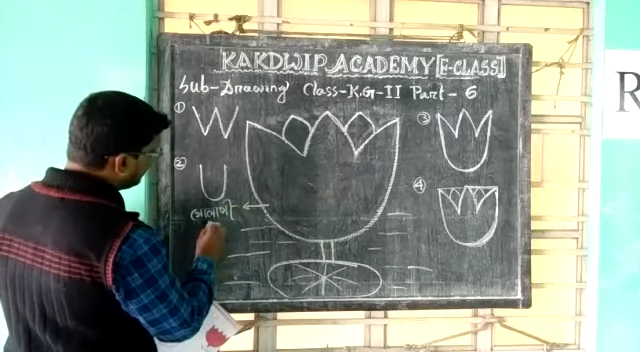 KAKDWIP ACADEMY [E-CLASS]
Sub-Drawing Class-K.G-II Part-6
① W
② U
③
④
R